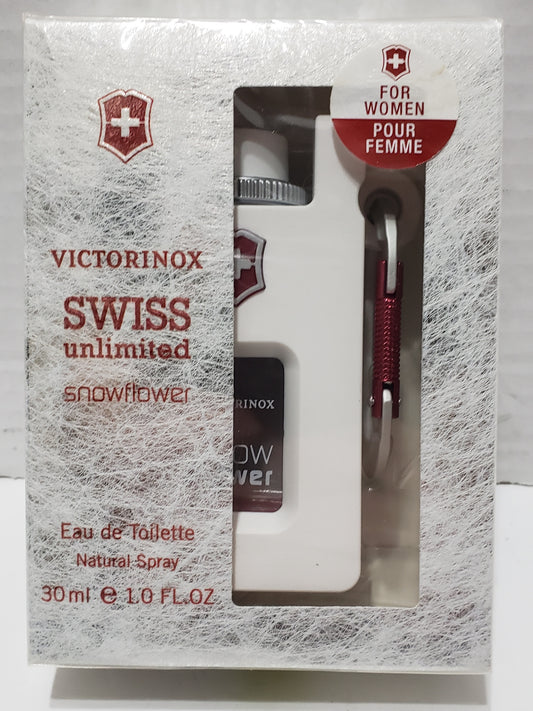 FOR
WOMEN
POUR
FEMME
VICTORINOX
SWISS
unlimited
snowflower
RINOX
OW
wer
Eau de Toilette
Natural Spray
30 ml e 1.0 FL.OZ